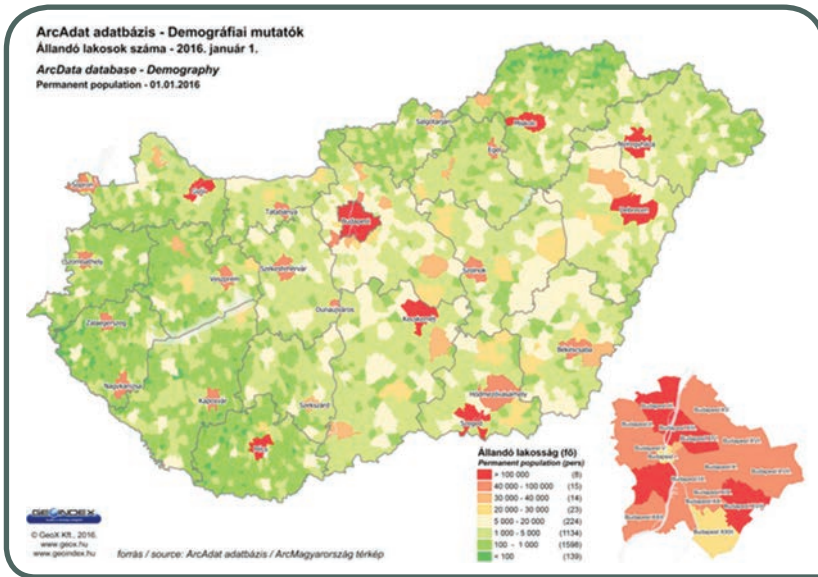 ArcAdat adatbázis - Demográfiai mutatók
Állandó lakosok száma - 2016. január 1.
ArcData database - Demography
Permanent population - 01.01.2016
Salgótarján
Miskolc
Eger
Nyíregyháza
Sopron
Győr
Tatabánya
Budapest
Debrecen
Szombathely
Veszprém
Székesfehérvár
Szolnok
Dunaújváros
Kecskemét
Zalaegerszeg
Békéscsaba
Nagykanizsa
Kaposvár
Szekszárd
Hódmezővásárhely
Szeged
Pécs
Állandó lakosság (fő)
Permanent population (pers)
> 100 000 (8)
40 000 - 100 000 (15)
30 000 - 40 000 (14)
20 000 - 30 000 (23)
5 000 - 20 000 (224)
1 000 - 5 000 (1134)
100 - 1 000 (1598)
< 100 (139)
GEOINDEX
© GeoX Kft., 2016.
www.geox.hu
www.geoindex.hu
forrás / source: ArcAdat adatbázis / ArcMagyarország térkép